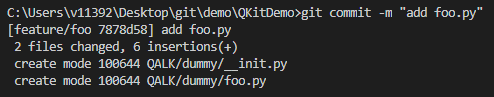 C:\Users\v11392\Desktop\git\demo\QKitDemo>git commit -m "add foo.py"
[feature/foo 7878d58] add foo.py
 2 files changed, 6 insertions(+)
 create mode 100644 QALK/dummy/__init.py
 create mode 100644 QALK/dummy/foo.py